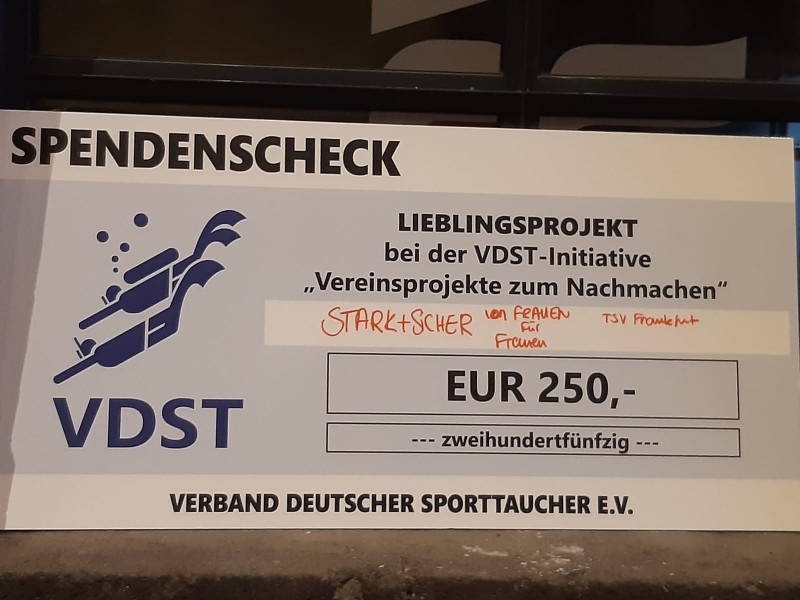 SPENDENSCHECK
LIEBLINGSPROJEKT
bei der VDST-Initiative
„Vereinsprojekte zum Nachmachen“
STARK+SICHER von FRAUEN
für
Frauen
TSV Frankfurt
EUR 250,-
--- zweihundertfünfzig ---
VDST
VERBAND DEUTSCHER SPORTTAUCHER E.V.